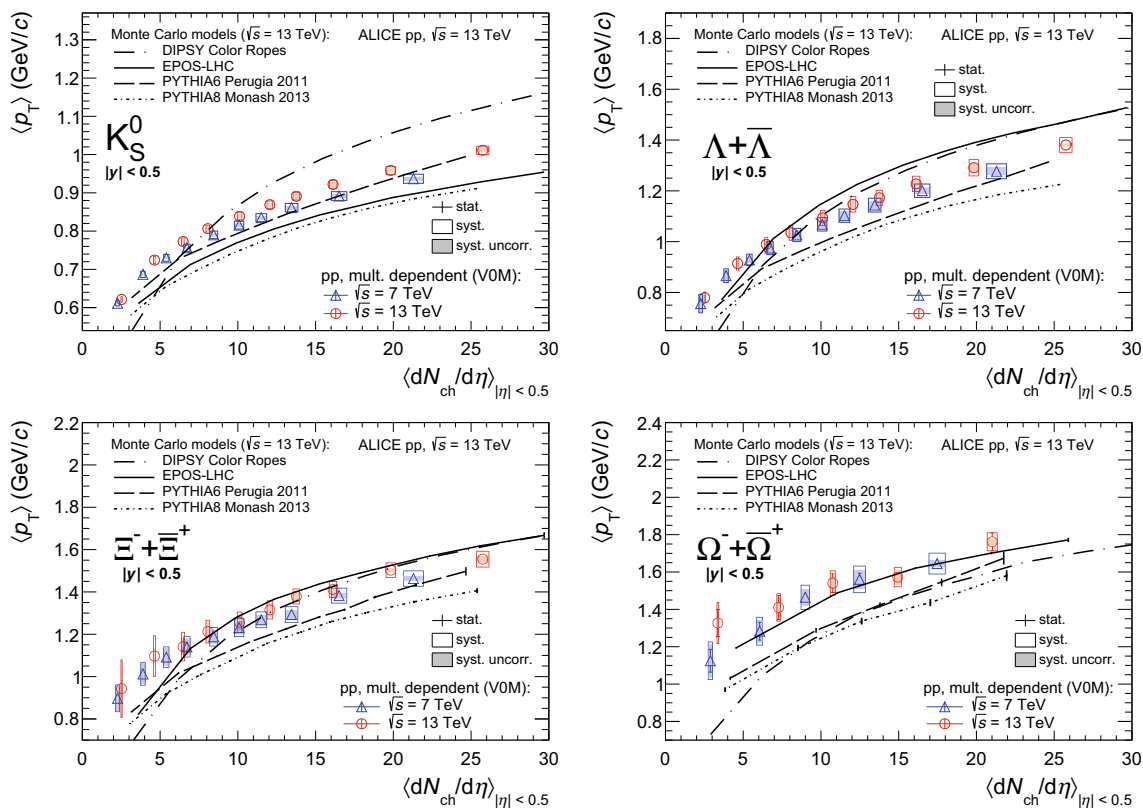 Monte Carlo models (√s = 13 TeV): ALICE pp, √s = 13 TeV
DIPSY Color Ropes
EPOS-LHC
PYTHIA6 Perugia 2011
PYTHIA8 Monash 2013
⟨p_T⟩ (GeV/c)
K_S^0
|y| < 0.5
stat.
syst.
syst. uncorr.
pp, mult. dependent (V0M):
√s = 7 TeV
√s = 13 TeV
1.3
1.2
1.1
1
0.9
0.8
0.7
0.6
0 5 10 15 20 25 30
⟨dN_ch/dη⟩_|η| < 0.5
Monte Carlo models (√s = 13 TeV): ALICE pp, √s = 13 TeV
DIPSY Color Ropes
EPOS-LHC
PYTHIA6 Perugia 2011
PYTHIA8 Monash 2013
⟨p_T⟩ (GeV/c)
Λ+Λ̅
|y| < 0.5
stat.
syst.
syst. uncorr.
pp, mult. dependent (V0M):
√s = 7 TeV
√s = 13 TeV
1.8
1.6
1.4
1.2
1
0.8
0 5 10 15 20 25 30
⟨dN_ch/dη⟩_|η| < 0.5
Monte Carlo models (√s = 13 TeV): ALICE pp, √s = 13 TeV
DIPSY Color Ropes
EPOS-LHC
PYTHIA6 Perugia 2011
PYTHIA8 Monash 2013
⟨p_T⟩ (GeV/c)
Ξ⁻+Ξ̅⁺
|y| < 0.5
stat.
syst.
syst. uncorr.
pp, mult. dependent (V0M):
√s = 7 TeV
√s = 13 TeV
2.2
2
1.8
1.6
1.4
1.2
1
0.8
0 5 10 15 20 25 30
⟨dN_ch/dη⟩_|η| < 0.5
Monte Carlo models (√s = 13 TeV): ALICE pp, √s = 13 TeV
DIPSY Color Ropes
EPOS-LHC
PYTHIA6 Perugia 2011
PYTHIA8 Monash 2013
⟨p_T⟩ (GeV/c)
Ω⁻+Ω̅⁺
|y| < 0.5
stat.
syst.
syst. uncorr.
pp, mult. dependent (V0M):
√s = 7 TeV
√s = 13 TeV
2.4
2.2
2
1.8
1.6
1.4
1.2
1
0.8
0 5 10 15 20 25 30
⟨dN_ch/dη⟩_|η| < 0.5